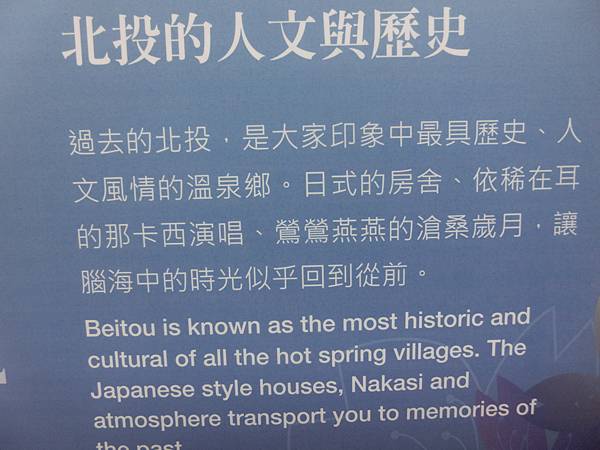 北投的人文與歷史
過去的北投，是大家印象中最具歷史、人
文風情的溫泉鄉。日式的房舍、依稀在耳
的那卡西演唱、鶯鶯燕燕的滄桑歲月，讓
腦海中的時光似乎回到從前。
Beitou is known as the most historic and
cultural of all the hot spring villages. The
Japanese style houses, Nakasi and
atmosphere transport you to memories of
the past